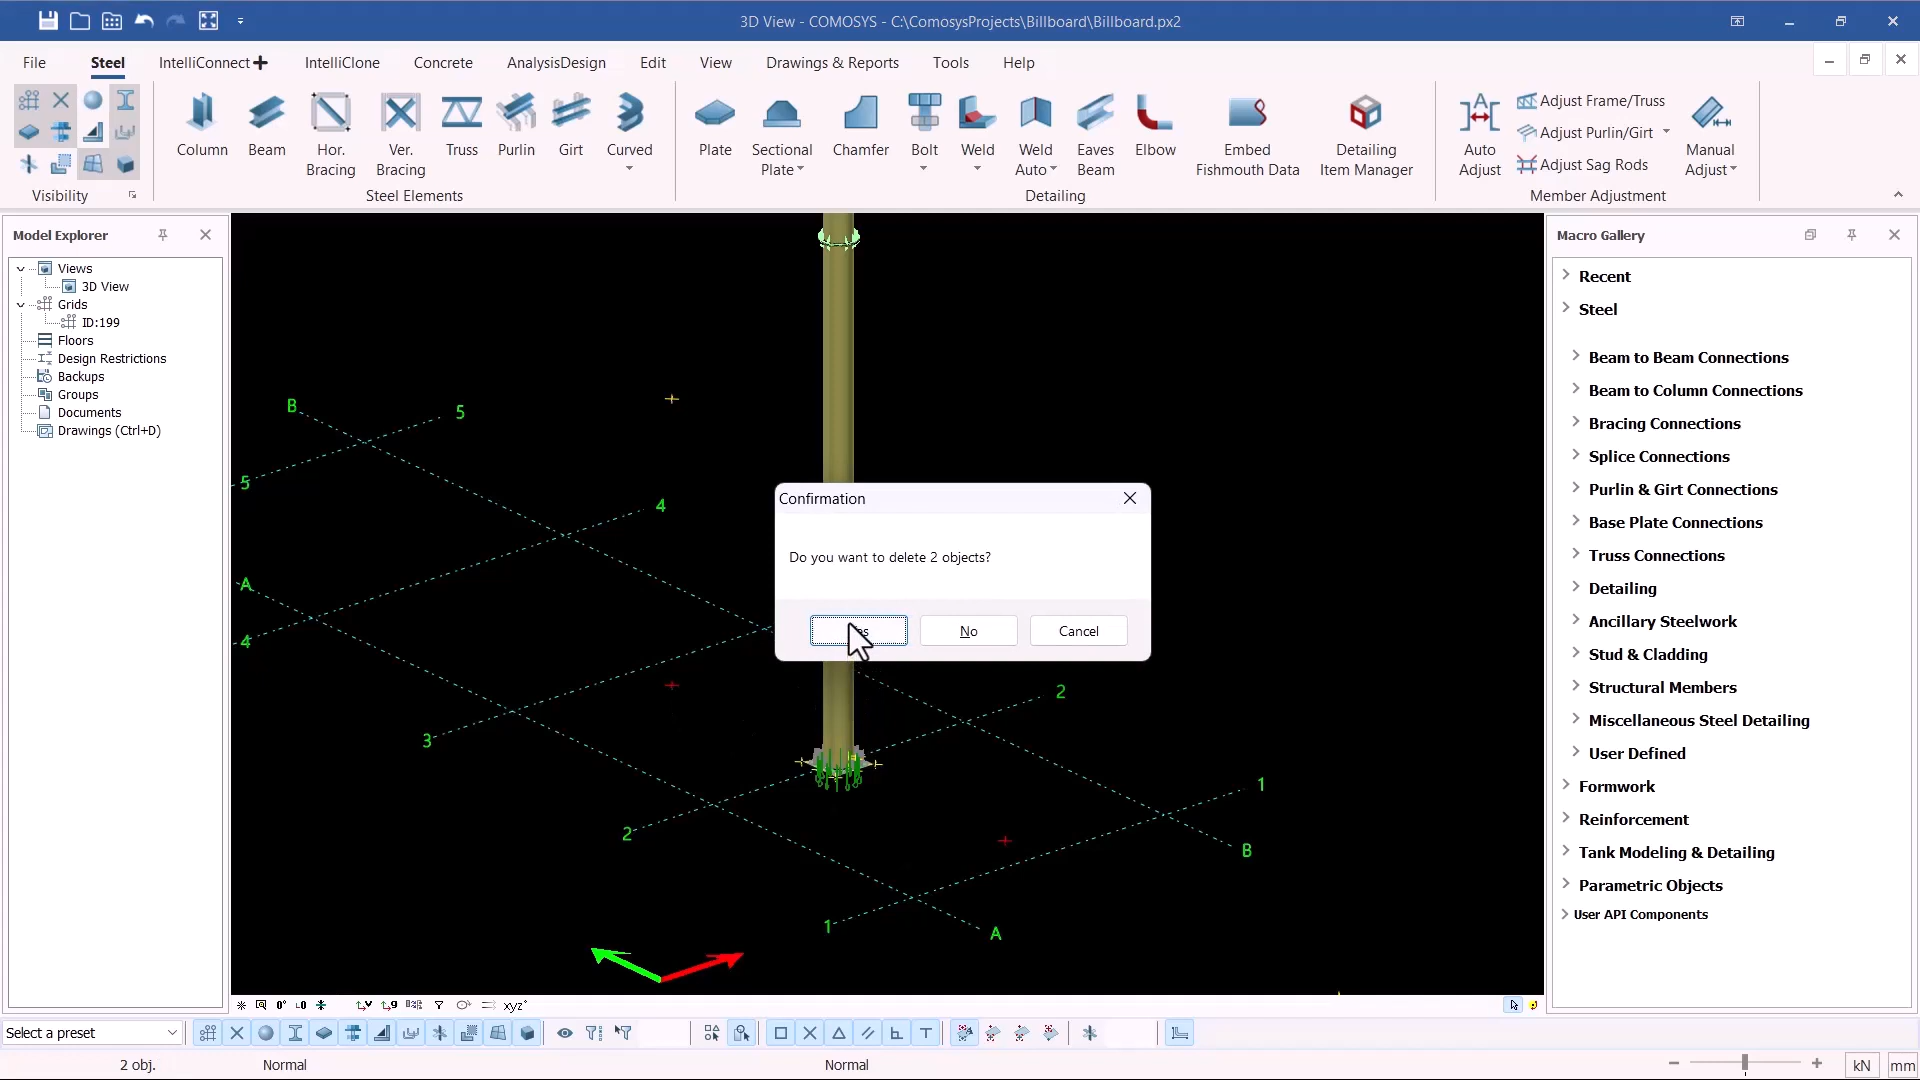 3D View - COMOSYS - C:\ComosysProjects\Billboard\Billboard.px2
File
Steel
IntelliConnect
IntelliClone
Concrete
AnalysisDesign
Edit
View
Drawings & Reports
Tools
Help
Visibility
Column
Beam
Hor.
Bracing
Ver.
Bracing
Truss
Purlin
Girt
Curved
Steel Elements
Plate
Sectional
Plate
Chamfer
Bolt
Weld
Weld
Auto
Eaves
Beam
Elbow
Embed
Fishmouth Data
Detailing
Item Manager
Detailing
Auto
Adjust
Adjust Frame/Truss
Adjust Purlin/Girt
Adjust Sag Rods
Manual
Adjust
Member Adjustment
Model Explorer
Views
3D View
Grids
ID:199
Floors
Design Restrictions
Backups
Groups
Documents
Drawings (Ctrl+D)
B
5
5
4
A
4
3
2
2
1
B
1
A
Confirmation
Do you want to delete 2 objects?
No
Cancel
Macro Gallery
Recent
Steel
Beam to Beam Connections
Beam to Column Connections
Bracing Connections
Splice Connections
Purlin & Girt Connections
Base Plate Connections
Truss Connections
Detailing
Ancillary Steelwork
Stud & Cladding
Structural Members
Miscellaneous Steel Detailing
User Defined
Formwork
Reinforcement
Tank Modeling & Detailing
Parametric Objects
User API Components
xyz
Select a preset
2 obj.
Normal
Normal
kN
mm